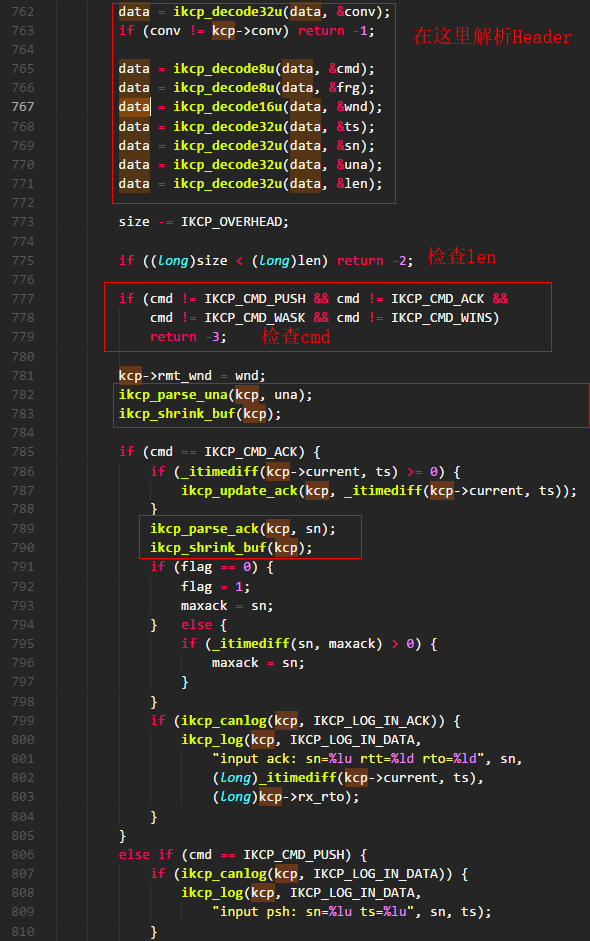 762 data = ikcp_decode32u(data, &conv);
763 if (conv != kcp->conv) return -1;
在这里解析Header
764
765 data = ikcp_decode8u(data, &cmd);
766 data = ikcp_decode8u(data, &frg);
767 data = ikcp_decode16u(data, &wnd);
768 data = ikcp_decode32u(data, &ts);
769 data = ikcp_decode32u(data, &sn);
770 data = ikcp_decode32u(data, &una);
771 data = ikcp_decode32u(data, &len);
772
773 size -= IKCP_OVERHEAD;
774
775 if ((long)size < (long)len) return -2; 检查len
776
777 if (cmd != IKCP_CMD_PUSH && cmd != IKCP_CMD_ACK &&
778 cmd != IKCP_CMD_WASK && cmd != IKCP_CMD_WINS)
779 return -3; 检查cmd
780
781 kcp->rmt_wnd = wnd;
782 ikcp_parse_una(kcp, una);
783 ikcp_shrink_buf(kcp);
784
785 if (cmd == IKCP_CMD_ACK) {
786 if (_itimediff(kcp->current, ts) >= 0) {
787 ikcp_update_ack(kcp, _itimediff(kcp->current, ts));
788 }
789 ikcp_parse_ack(kcp, sn);
790 ikcp_shrink_buf(kcp);
791 if (flag == 0) {
792 flag = 1;
793 maxack = sn;
794 } else {
795 if (_itimediff(sn, maxack) > 0) {
796 maxack = sn;
797 }
798 }
799 if (ikcp_canlog(kcp, IKCP_LOG_IN_ACK)) {
800 ikcp_log(kcp, IKCP_LOG_IN_DATA,
801 "input ack: sn=%lu rtt=%ld rto=%ld", sn,
802 (long)_itimediff(kcp->current, ts),
803 (long)kcp->rx_rto);
804 }
805 }
806 else if (cmd == IKCP_CMD_PUSH) {
807 if (ikcp_canlog(kcp, IKCP_LOG_IN_DATA)) {
808 ikcp_log(kcp, IKCP_LOG_IN_DATA,
809 "input psh: sn=%lu ts=%lu", sn, ts);
810 }